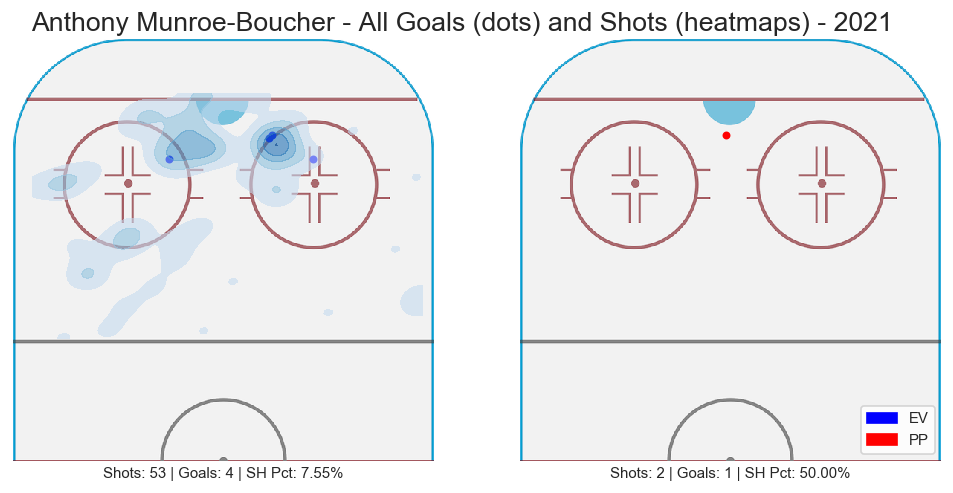 Anthony Munroe-Boucher - All Goals (dots) and Shots (heatmaps) - 2021
EV
PP
Shots: 53 | Goals: 4 | SH Pct: 7.55%
Shots: 2 | Goals: 1 | SH Pct: 50.00%